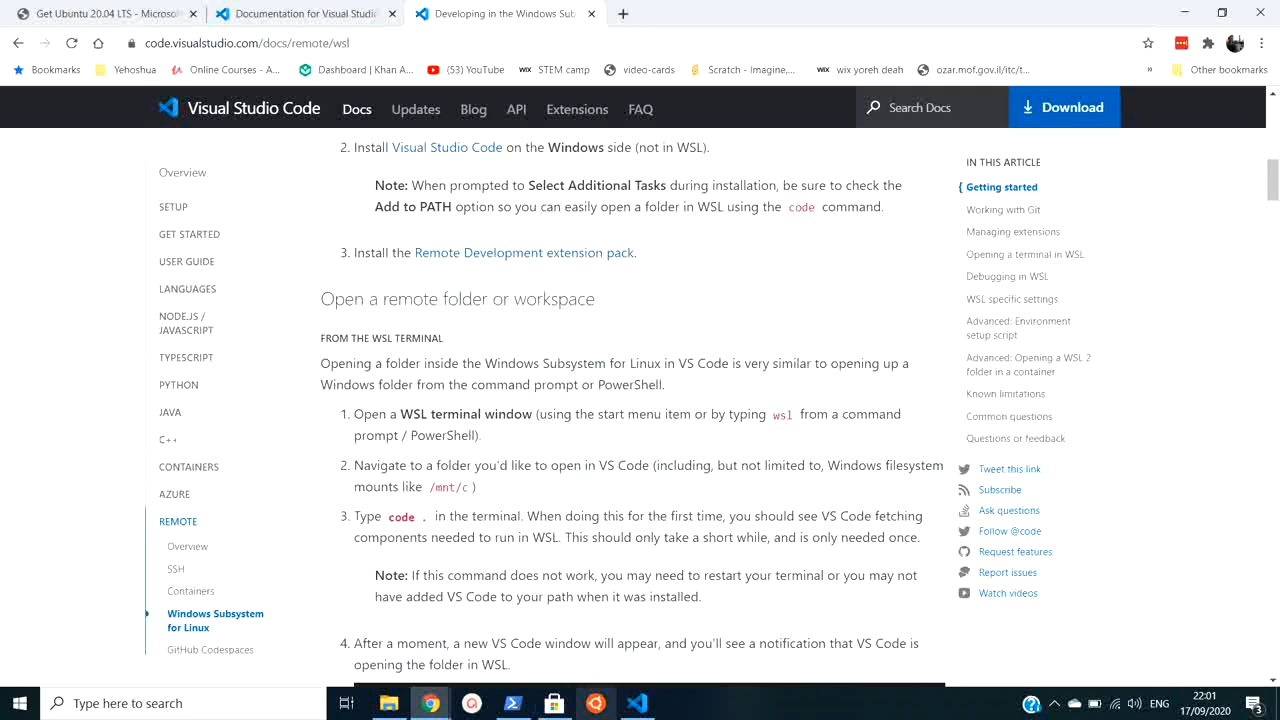 Get Ubuntu 20.04 LTS - Microsof
Documentation for Visual Studi
Developing in the Windows Sub
code.visualstudio.com/docs/remote/wsl
Bookmarks
Yehoshua
Online Courses - A...
Dashboard | Khan A...
(53) YouTube
WIX STEM camp
video-cards
Scratch - Imagine,...
WIX wix yoreh deah
ozar.mof.gov.il/itc/t...
»
Other bookmarks
Visual Studio Code
Docs
Updates
Blog
API
Extensions
FAQ
Search Docs
Download
Overview
SETUP
GET STARTED
USER GUIDE
LANGUAGES
NODE.JS /
JAVASCRIPT
TYPESCRIPT
PYTHON
JAVA
C++
CONTAINERS
AZURE
REMOTE
Overview
SSH
Containers
Windows Subsystem
for Linux
GitHub Codespaces
2. Install Visual Studio Code on the Windows side (not in WSL).
Note: When prompted to Select Additional Tasks during installation, be sure to check the
Add to PATH option so you can easily open a folder in WSL using the code command.
3. Install the Remote Development extension pack.
Open a remote folder or workspace
FROM THE WSL TERMINAL
Opening a folder inside the Windows Subsystem for Linux in VS Code is very similar to opening up a
Windows folder from the command prompt or PowerShell.
1. Open a WSL terminal window (using the start menu item or by typing wsl from a command
prompt / PowerShell).
2. Navigate to a folder you'd like to open in VS Code (including, but not limited to, Windows filesystem
mounts like /mnt/c )
3. Type code . in the terminal. When doing this for the first time, you should see VS Code fetching
components needed to run in WSL. This should only take a short while, and is only needed once.
Note: If this command does not work, you may need to restart your terminal or you may not
have added VS Code to your path when it was installed.
4. After a moment, a new VS Code window will appear, and you'll see a notification that VS Code is
opening the folder in WSL.
IN THIS ARTICLE
{ Getting started
Working with Git
Managing extensions
Opening a terminal in WSL
Debugging in WSL
WSL specific settings
Advanced: Environment
setup script
Advanced: Opening a WSL 2
folder in a container
Known limitations
Common questions
Questions or feedback
Tweet this link
Subscribe
Ask questions
Follow @code
Request features
Report issues
Watch videos
Type here to search
ENG
22:01
17/09/2020
3